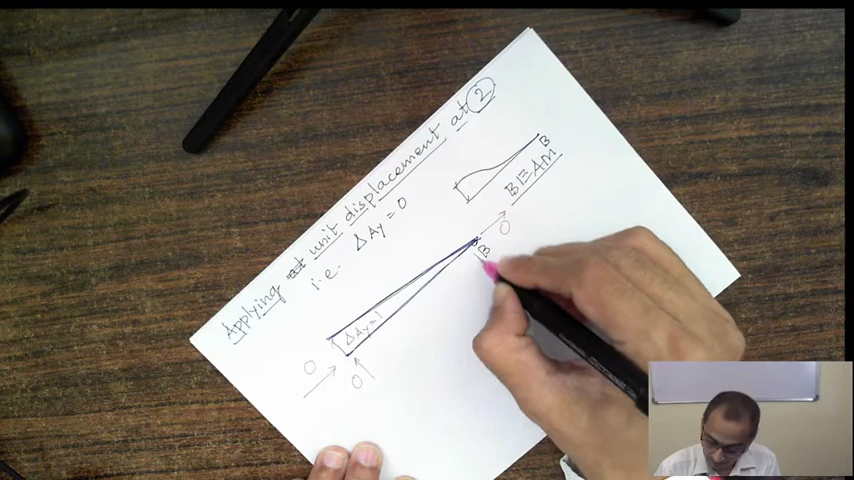 Applying at unit displacement at 2
i.e. ΔAy = 0
B
BEAM
0
B
ΔAy=1
0
0